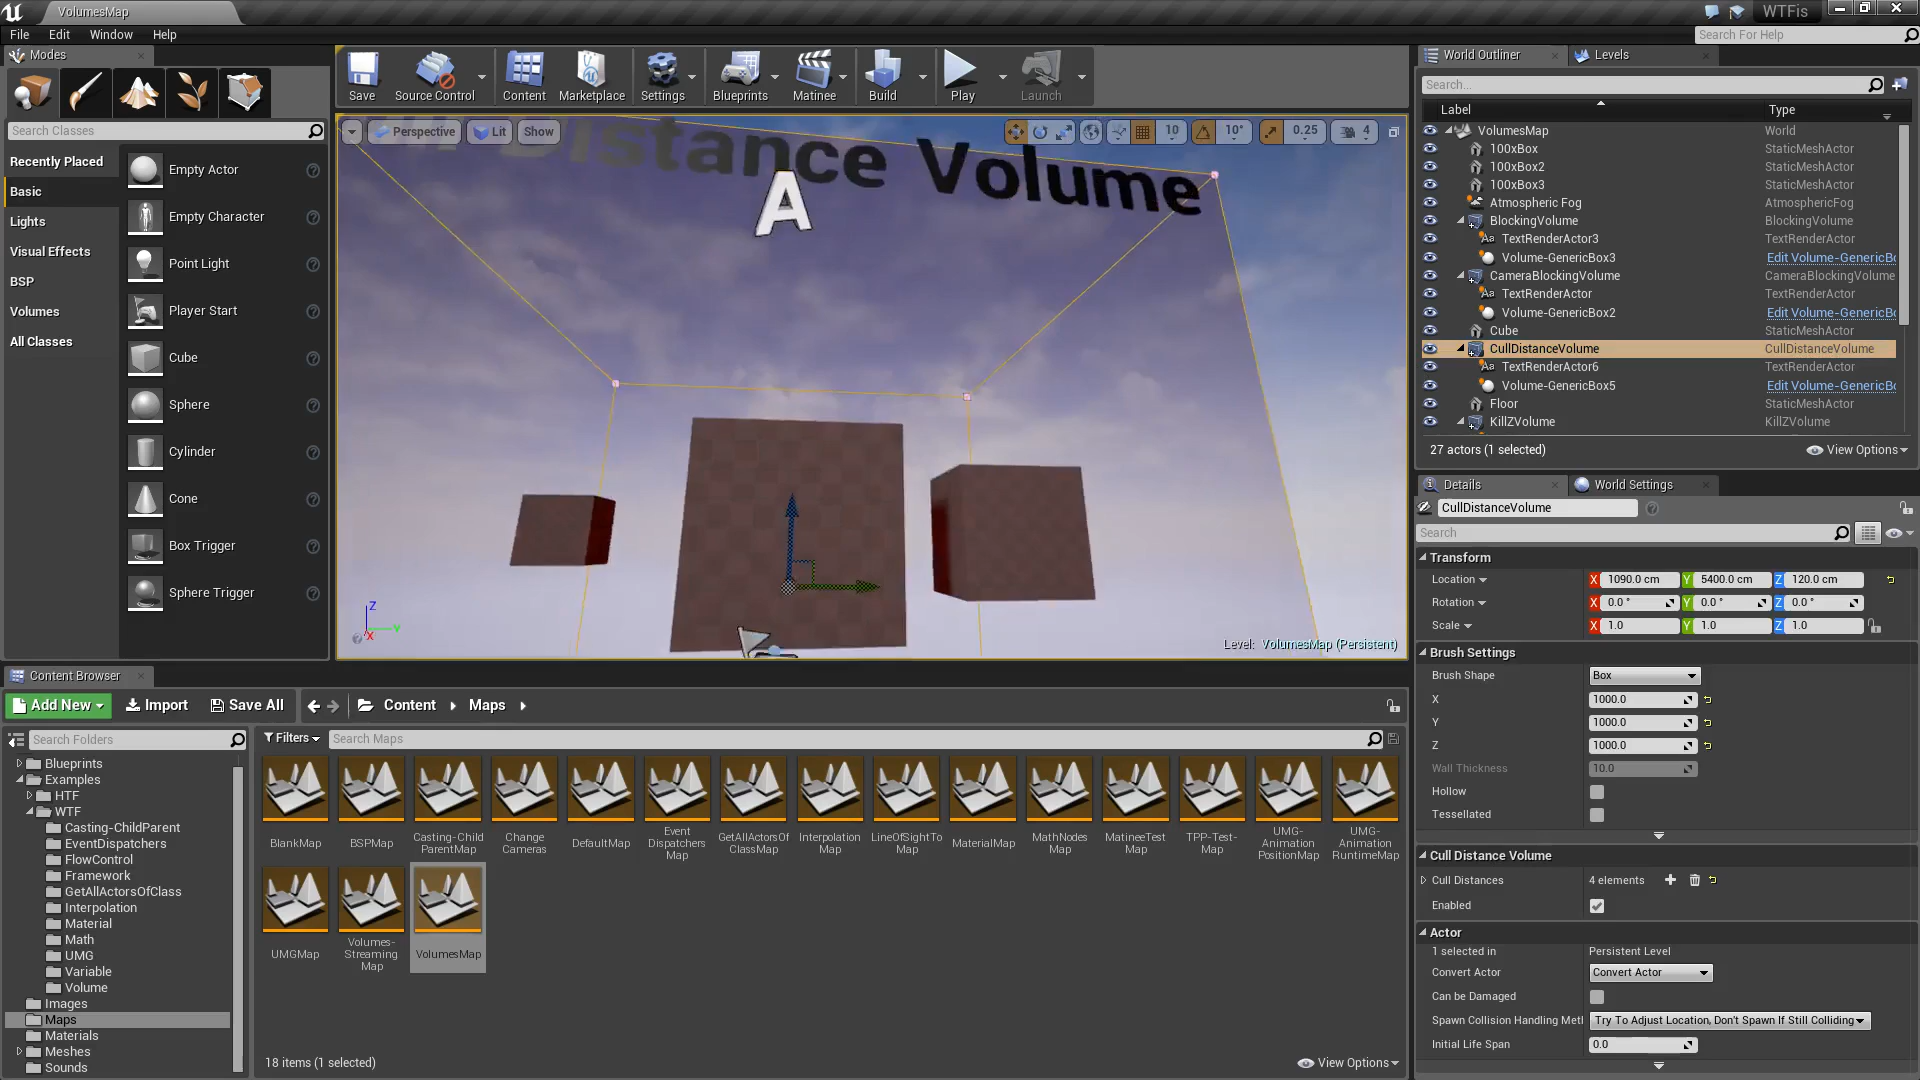 VolumesMap
WTFis
File Edit Window Help
Search For Help
Modes
Search Classes
Recently Placed
Basic
Lights
Visual Effects
BSP
Volumes
All Classes
Empty Actor
Empty Character
Point Light
Player Start
Cube
Sphere
Cylinder
Cone
Box Trigger
Sphere Trigger
Save Source Control Content Marketplace Settings Blueprints Matinee Build Play Launch
Perspective Lit Show 10 10° 0.25 4
Distance Volume
A
Z
X
Y
Level: VolumesMap (Persistent)
World Outliner Levels
Search...
Label Type
VolumesMap World
100xBox StaticMeshActor
100xBox2 StaticMeshActor
100xBox3 StaticMeshActor
Atmospheric Fog AtmosphericFog
BlockingVolume BlockingVolume
TextRenderActor3 TextRenderActor
Volume-GenericBox3 Edit Volume-GenericBo
CameraBlockingVolume CameraBlockingVolume
TextRenderActor TextRenderActor
Volume-GenericBox2 Edit Volume-GenericBo
Cube StaticMeshActor
CullDistanceVolume CullDistanceVolume
TextRenderActor6 TextRenderActor
Volume-GenericBox5 Edit Volume-GenericBo
Floor StaticMeshActor
KillZVolume KillZVolume
27 actors (1 selected) View Options
Details World Settings
CullDistanceVolume
Search
Transform
Location X 1090.0 cm Y 5400.0 cm Z 120.0 cm
Rotation X 0.0 ° Y 0.0 ° Z 0.0 °
Scale X 1.0 Y 1.0 Z 1.0
Brush Settings
Brush Shape Box
X 1000.0
Y 1000.0
Z 1000.0
Wall Thickness 10.0
Hollow
Tessellated
Cull Distance Volume
Cull Distances 4 elements
Enabled
Actor
1 selected in Persistent Level
Convert Actor Convert Actor
Can be Damaged
Spawn Collision Handling Met Try To Adjust Location, Don't Spawn If Still Colliding
Initial Life Span 0.0
Content Browser
Add New Import Save All Content Maps
Search Folders
Blueprints
Examples
HTF
WTF
Casting-ChildParent
EventDispatchers
FlowControl
Framework
GetAllActorsOfClass
Interpolation
Material
Math
UMG
Variable
Volume
Images
Maps
Materials
Meshes
Sounds
Filters Search Maps
BlankMap
BSPMap
Casting-Child
ParentMap
Change
Cameras
DefaultMap
Event
Dispatchers
Map
GetAllActorsOf
ClassMap
Interpolation
Map
LineOfSightTo
Map
MaterialMap
MathNodes
Map
MatineeTest
Map
TPP-Test-
Map
UMG-
Animation
PositionMap
UMG-
Animation
RuntimeMap
UMGMap
Volumes-
Streaming
Map
VolumesMap
18 items (1 selected) View Options